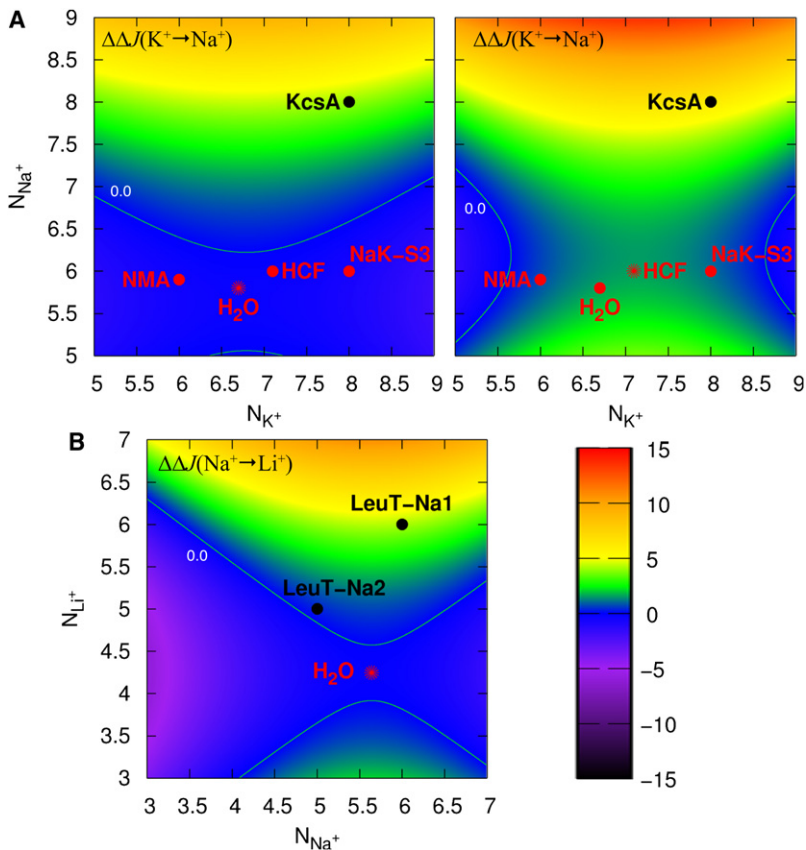 A
ΔΔJ(K⁺→Na⁺)
ΔΔJ(K⁺→Na⁺)
9
8.5
8
7.5
7
6.5
6
5.5
5
N_Na⁺
KcsA
0.0
NMA
HCF
NaK−S3
H₂O
KcsA
0.0
NMA
HCF
NaK−S3
H₂O
5 5.5 6 6.5 7 7.5 8 8.5 9
5 5.5 6 6.5 7 7.5 8 8.5 9
N_K⁺
N_K⁺
B
ΔΔJ(Na⁺→Li⁺)
7
6.5
6
5.5
5
4.5
4
3.5
3
N_Li⁺
LeuT−Na1
0.0
LeuT−Na2
H₂O
3 3.5 4 4.5 5 5.5 6 6.5 7
N_Na⁺
15
10
5
0
−5
−10
−15